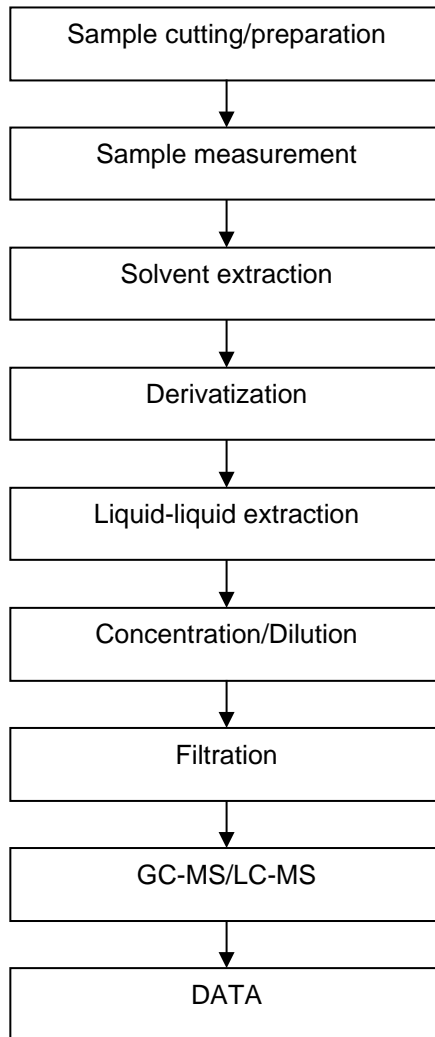 Sample cutting/preparation
Sample measurement
Solvent extraction
Derivatization
Liquid-liquid extraction
Concentration/Dilution
Filtration
GC-MS/LC-MS
DATA